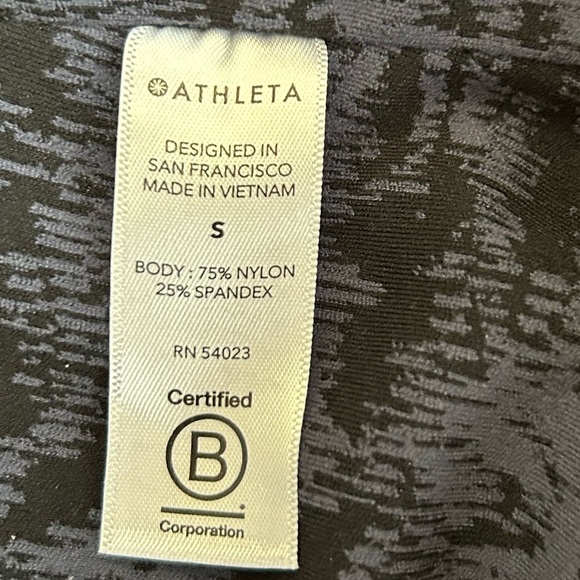 ATHLETA
DESIGNED IN
SAN FRANCISCO
MADE IN VIETNAM
S
BODY : 75% NYLON
25% SPANDEX
RN 54023
Certified
B
Corporation